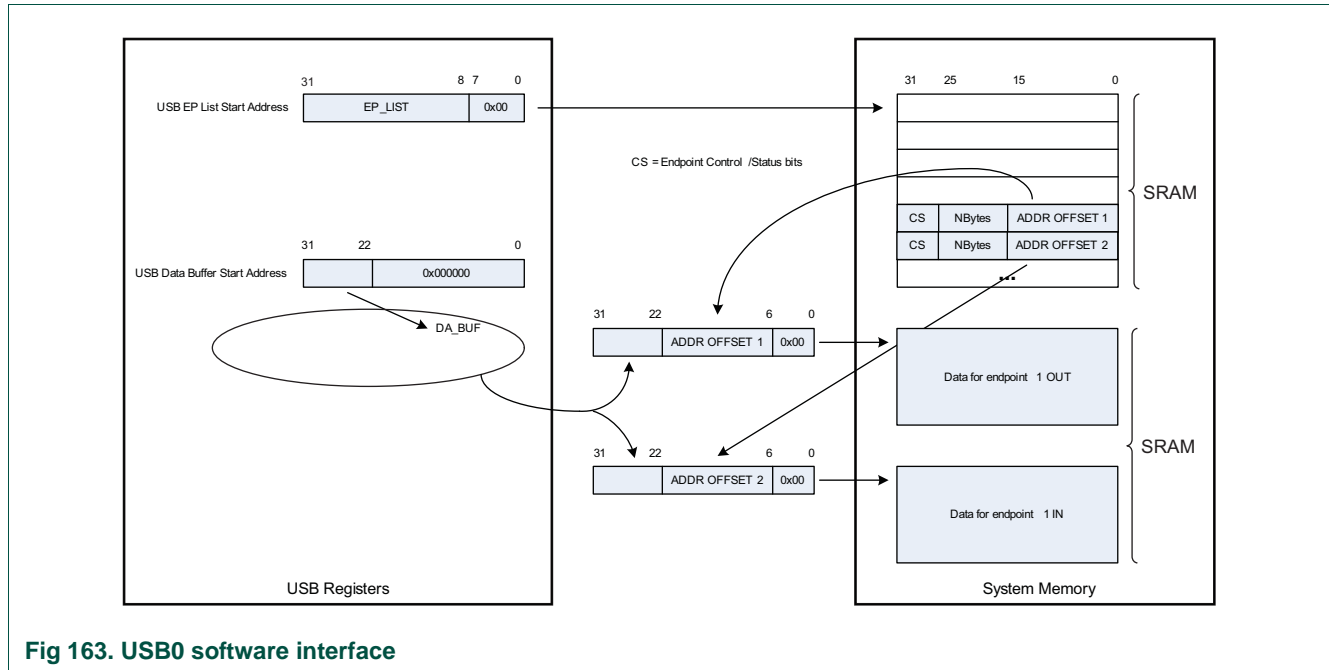 31 8 7 0
USB EP List Start Address EP_LIST 0x00
31 22 0
USB Data Buffer Start Address 0x000000
DA_BUF
USB Registers
CS = Endpoint Control /Status bits
31 22 6 0
ADDR OFFSET 1 0x00
31 22 6 0
ADDR OFFSET 2 0x00
31 25 15 0
CS NBytes ADDR OFFSET 1
CS NBytes ADDR OFFSET 2
...
SRAM
Data for endpoint 1 OUT
Data for endpoint 1 IN
SRAM
System Memory
Fig 163. USB0 software interface